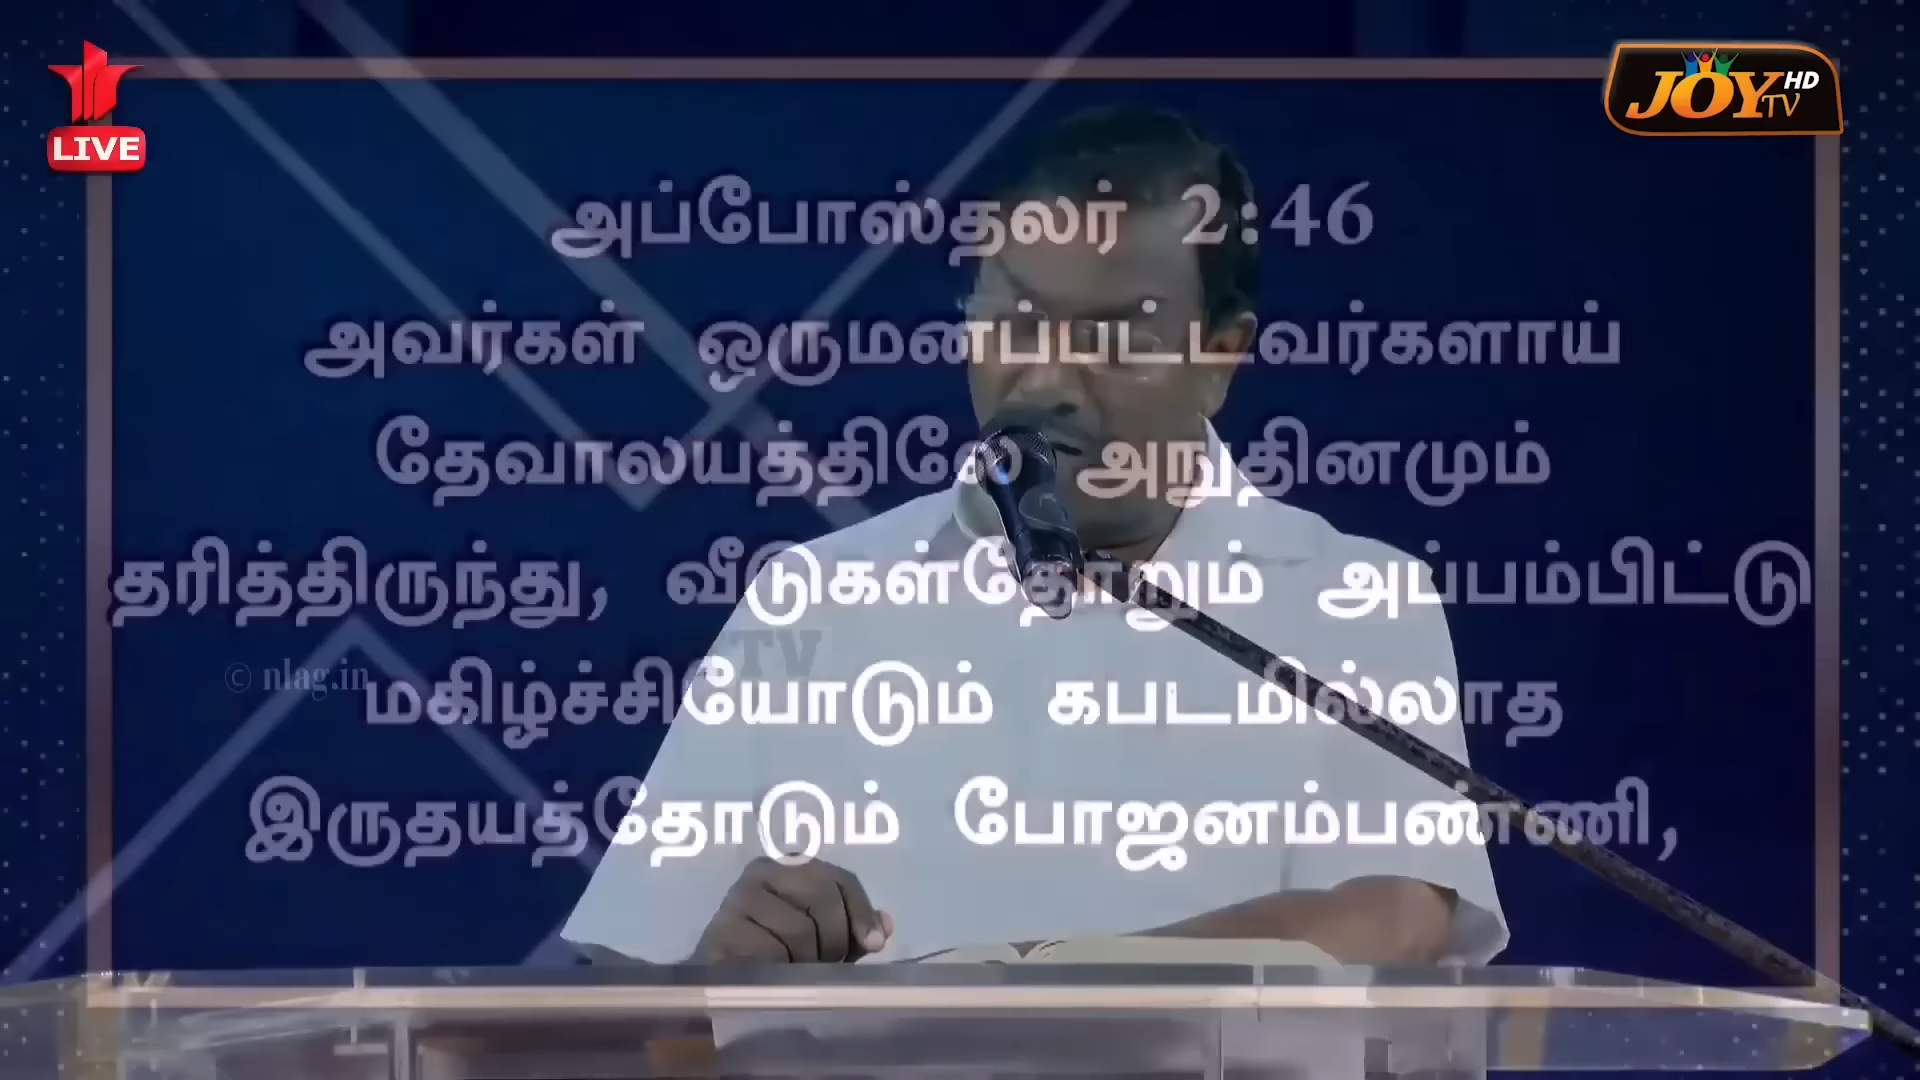 LIVE
JOY TV HD
அப்போஸ்தலர் 2:46
அவர்கள் ஒருமனப்பட்டவர்களாய்
தேவாலயத்திலே அநுதினமும்
தரித்திருந்து, வீடுகள்தோறும் அப்பம்பிட்டு
© nlag.in
மகிழ்ச்சியோடும் கபடமில்லாத
இருதயத்தோடும் போஜனம்பண்ணி,